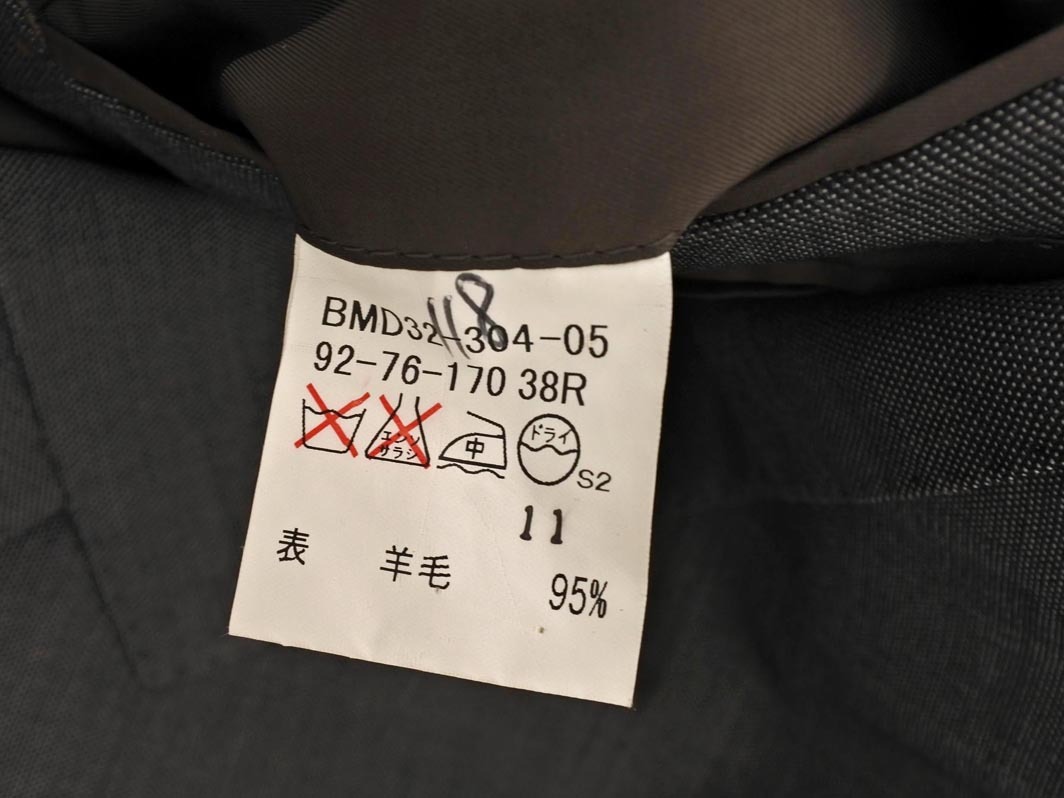 118
BMD32-304-05
92-76-170 38R
エンソ
サラシ
中
ドライ
S2
11
表 羊毛 95%